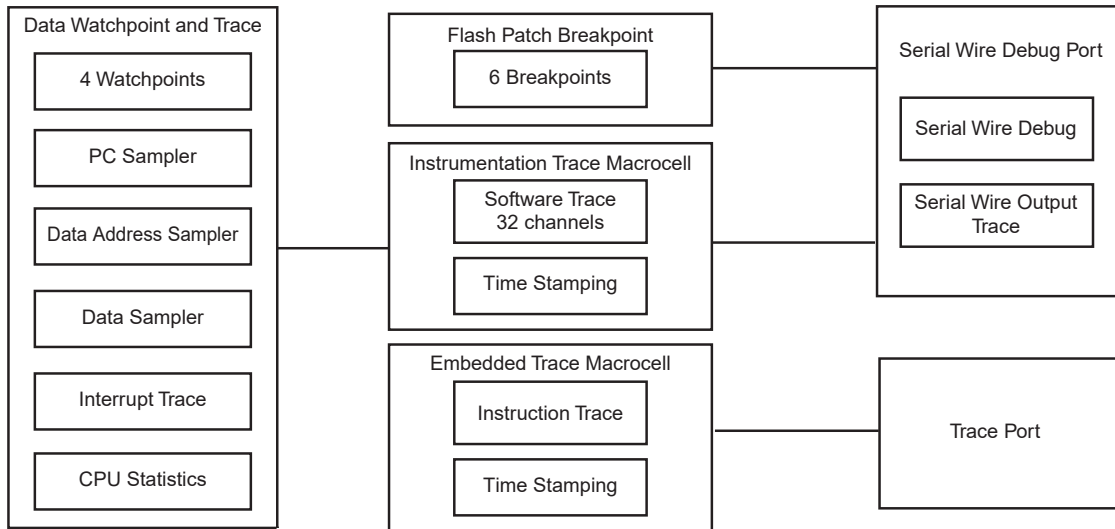 Data Watchpoint and Trace
4 Watchpoints
PC Sampler
Data Address Sampler
Data Sampler
Interrupt Trace
CPU Statistics
Flash Patch Breakpoint
6 Breakpoints
Instrumentation Trace Macrocell
Software Trace
32 channels
Time Stamping
Embedded Trace Macrocell
Instruction Trace
Time Stamping
Serial Wire Debug Port
Serial Wire Debug
Serial Wire Output
Trace
Trace Port